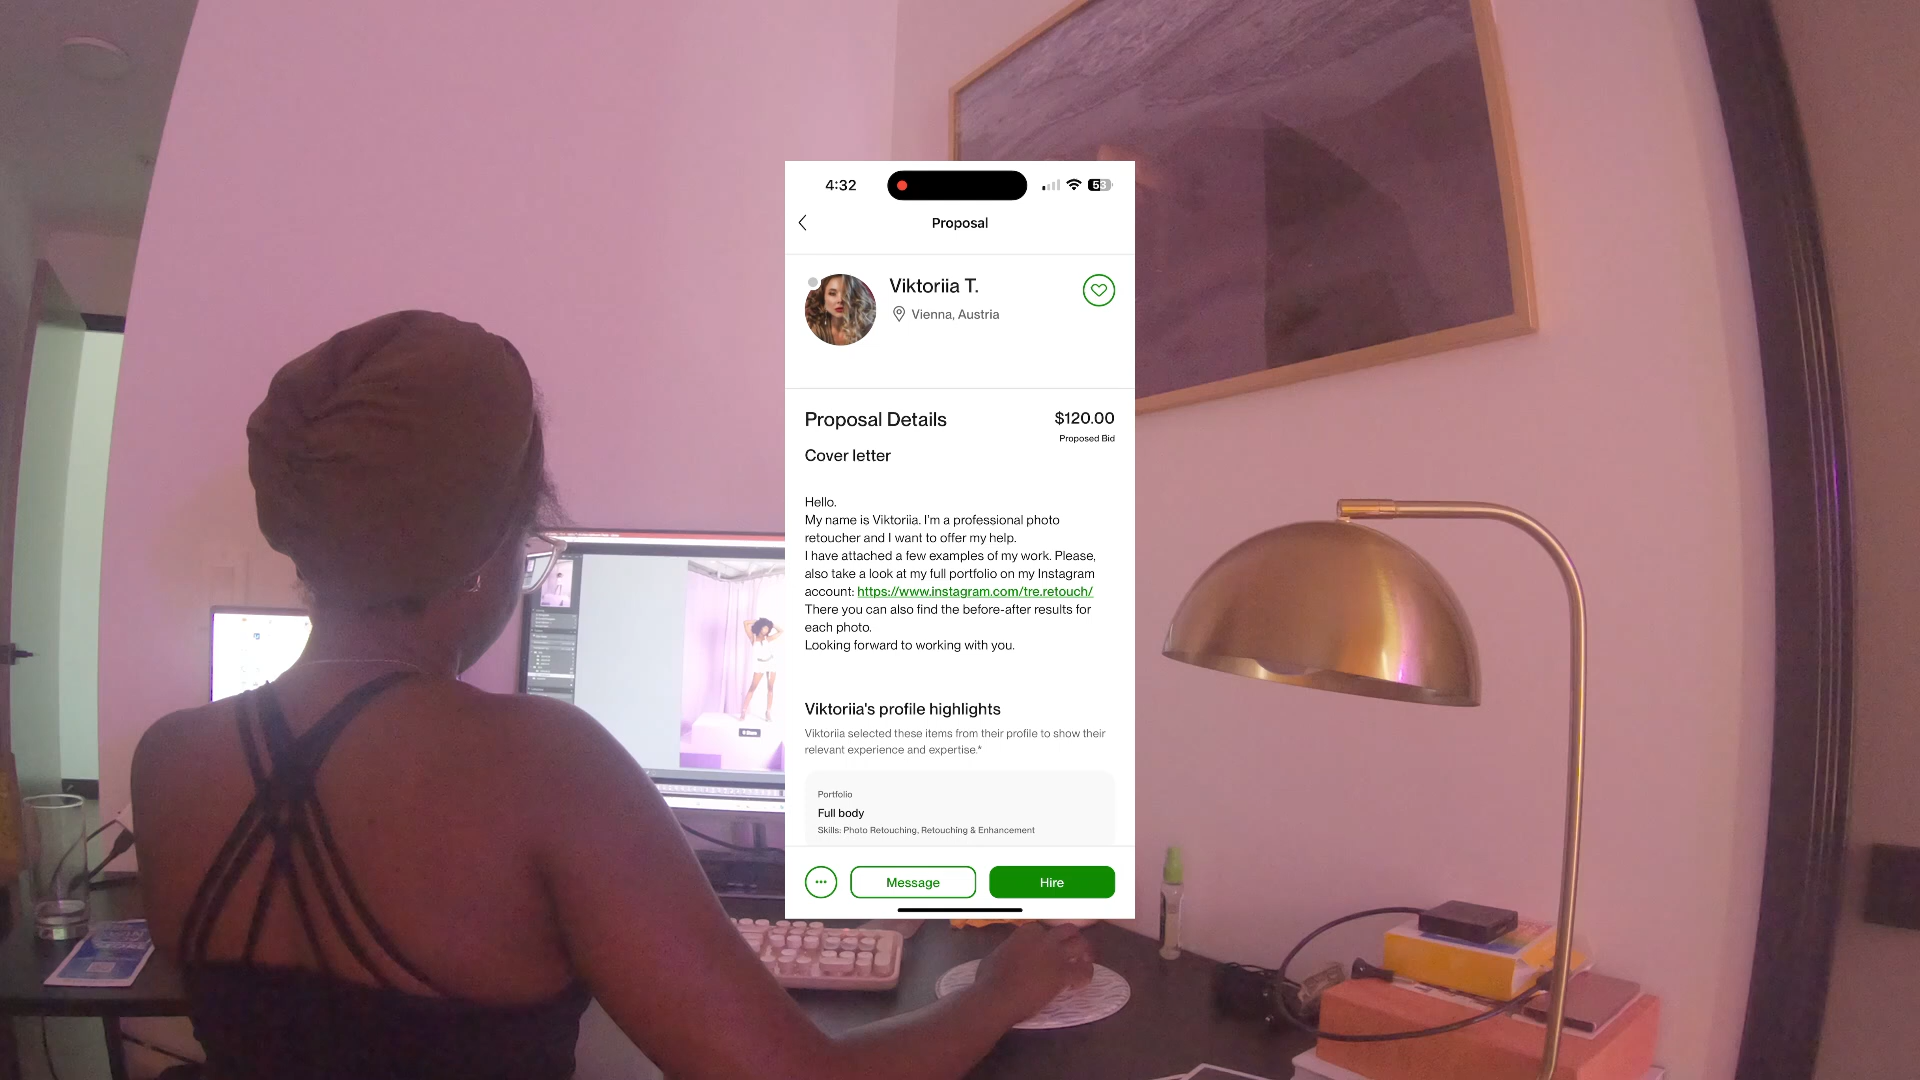 4:32
53
Proposal
Viktoriia T.
Vienna, Austria
Proposal Details
$120.00
Proposed Bid
Cover letter
Hello.
My name is Viktoriia. I'm a professional photo
retoucher and I want to offer my help.
I have attached a few examples of my work. Please,
also take a look at my full portfolio on my Instagram
account: https://www.instagram.com/tre.retouch/
There you can also find the before-after results for
each photo.
Looking forward to working with you.
Viktoriia's profile highlights
Viktoriia selected these items from their profile to show their
relevant experience and expertise.*
Portfolio
Full body
Skills: Photo Retouching, Retouching & Enhancement
Message
Hire